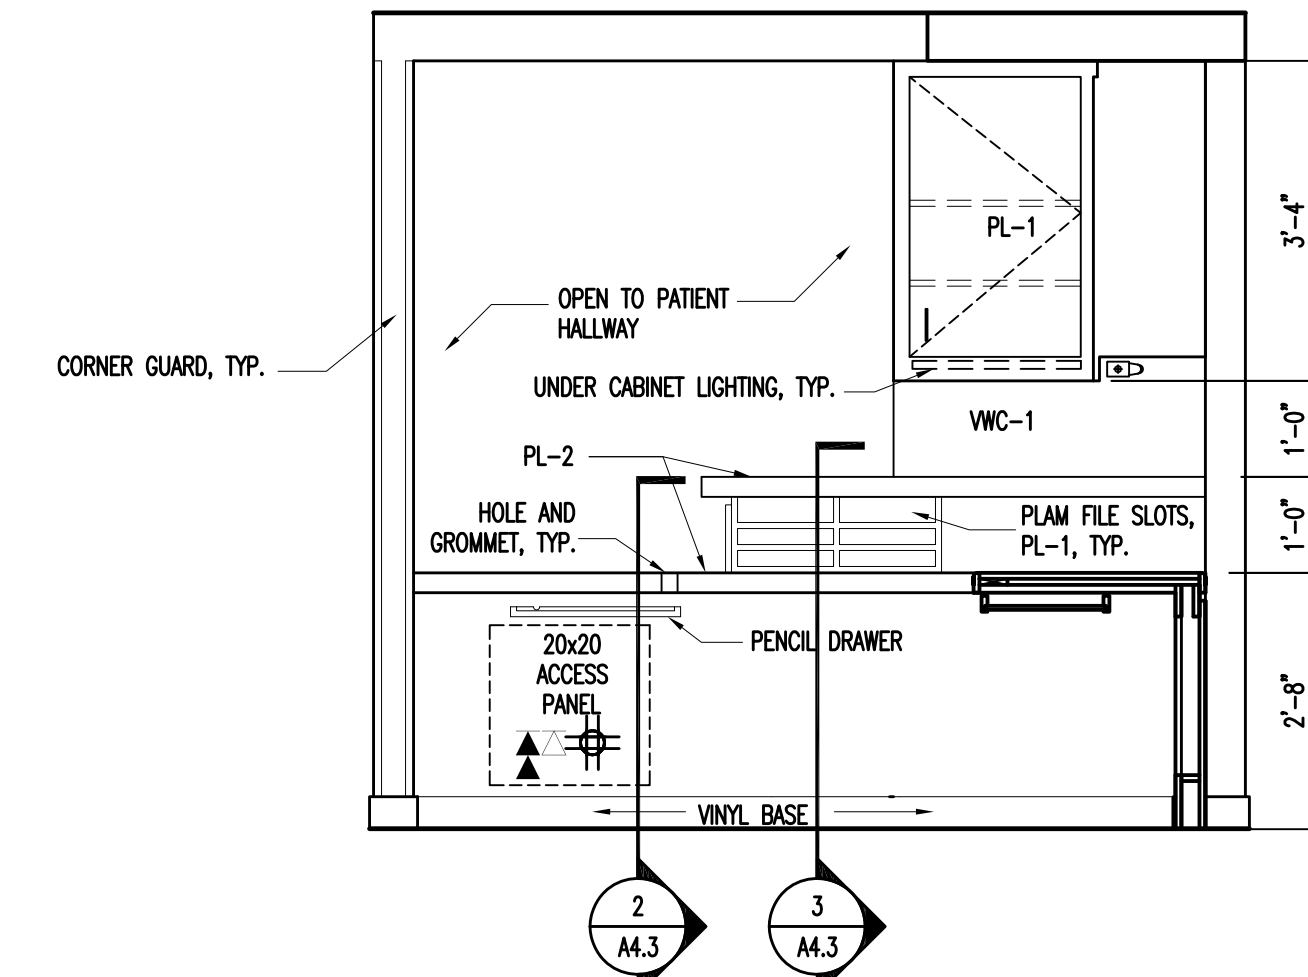 3'-4"
PL-1
OPEN TO PATIENT
HALLWAY
CORNER GUARD, TYP.
UNDER CABINET LIGHTING, TYP.
VWC-1
1'-0"
PL-2
HOLE AND
GROMMET, TYP.
PLAM FILE SLOTS,
PL-1, TYP.
1'-0"
PENCIL DRAWER
20x20
ACCESS
PANEL
2'-8"
VINYL BASE
2
A4.3
3
A4.3